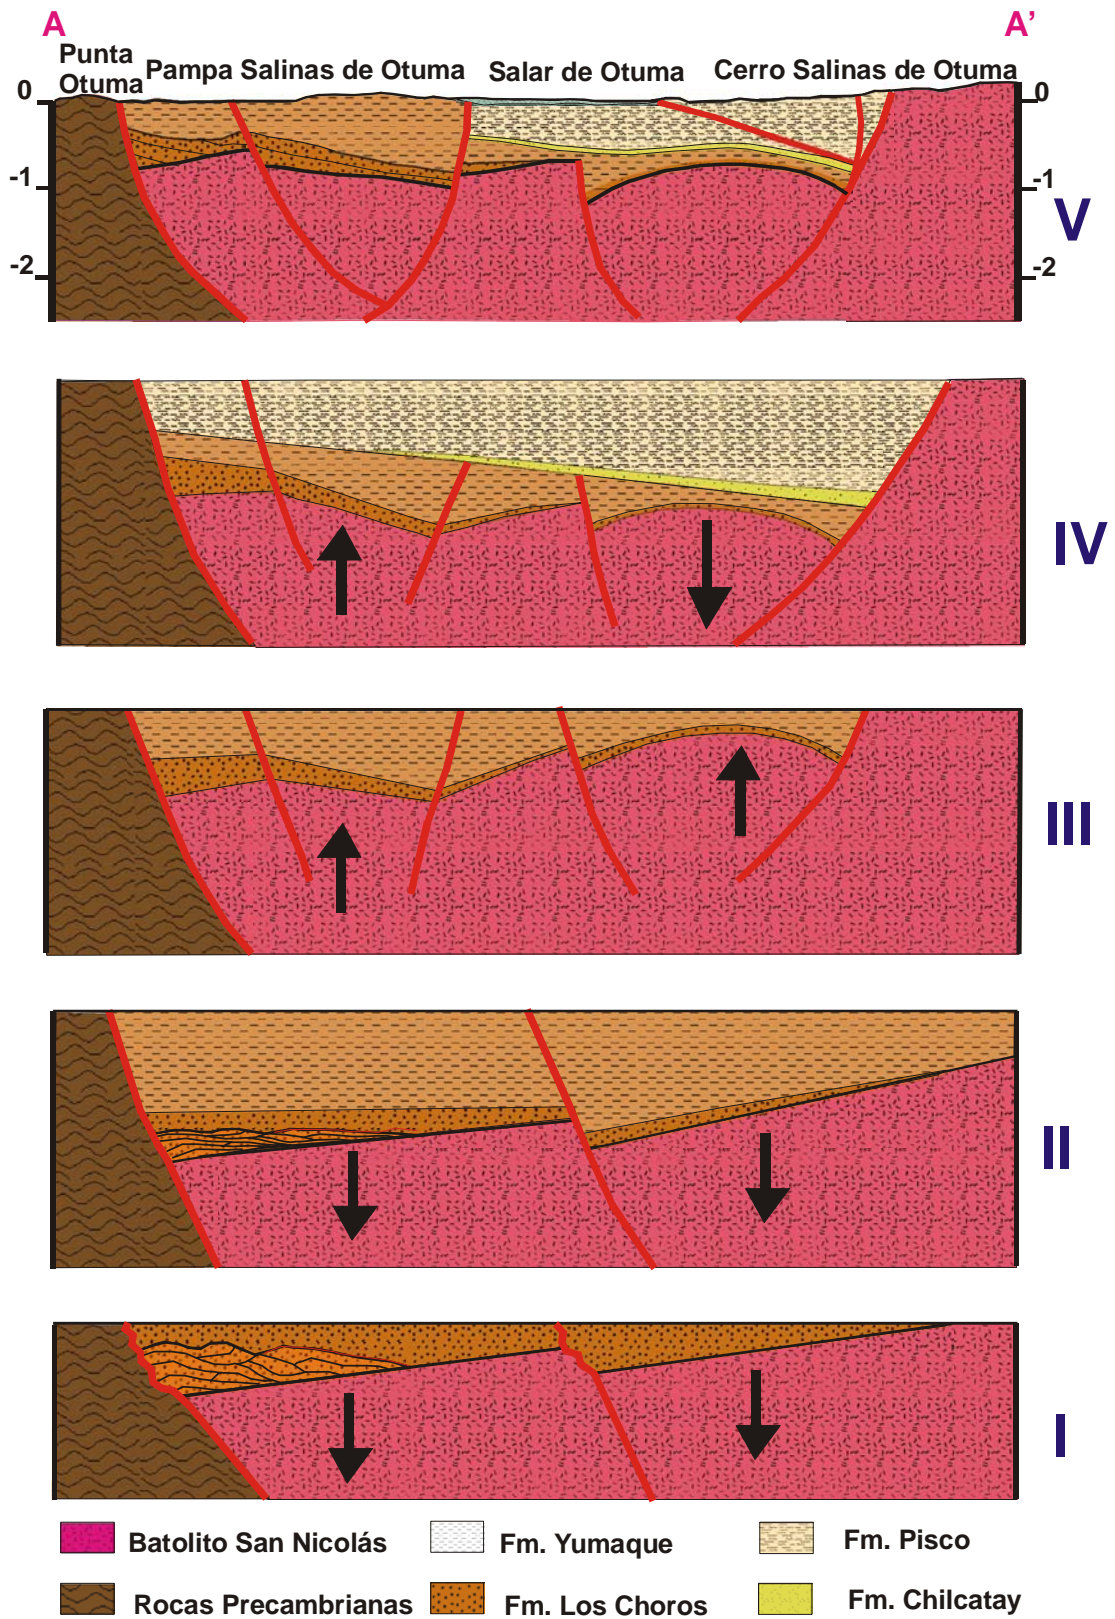 A A'
Punta
Otuma
Pampa Salinas de Otuma Salar de Otuma Cerro Salinas de Otuma
0 0
-1 -1
V
-2 -2
IV
III
II
I
Batolito San Nicolás Fm. Yumaque Fm. Pisco
Rocas Precambrianas Fm. Los Choros Fm. Chilcatay